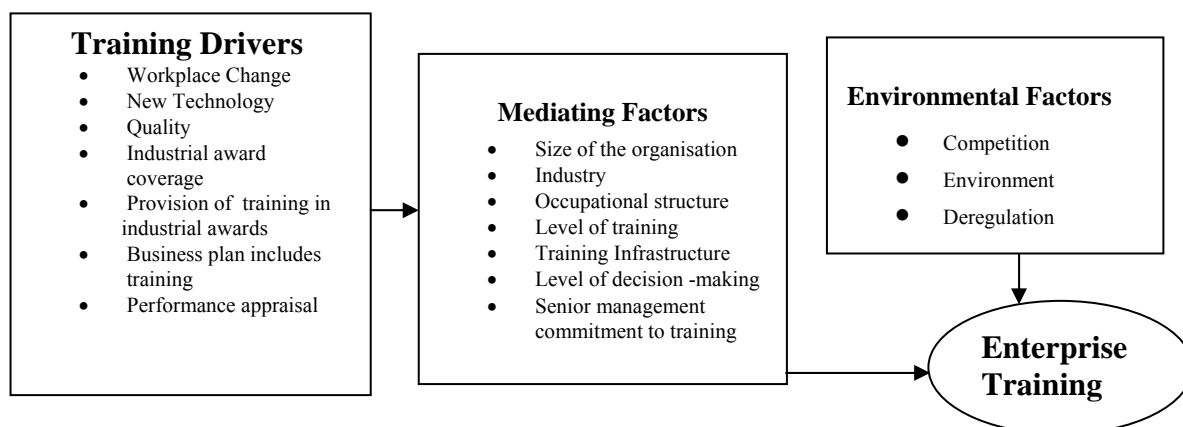 Training Drivers
• Workplace Change
• New Technology
• Quality
• Industrial award
coverage
• Provision of training in
industrial awards
• Business plan includes
training
• Performance appraisal
Mediating Factors
• Size of the organisation
• Industry
• Occupational structure
• Level of training
• Training Infrastructure
• Level of decision -making
• Senior management
commitment to training
Environmental Factors
• Competition
• Environment
• Deregulation
Enterprise
Training